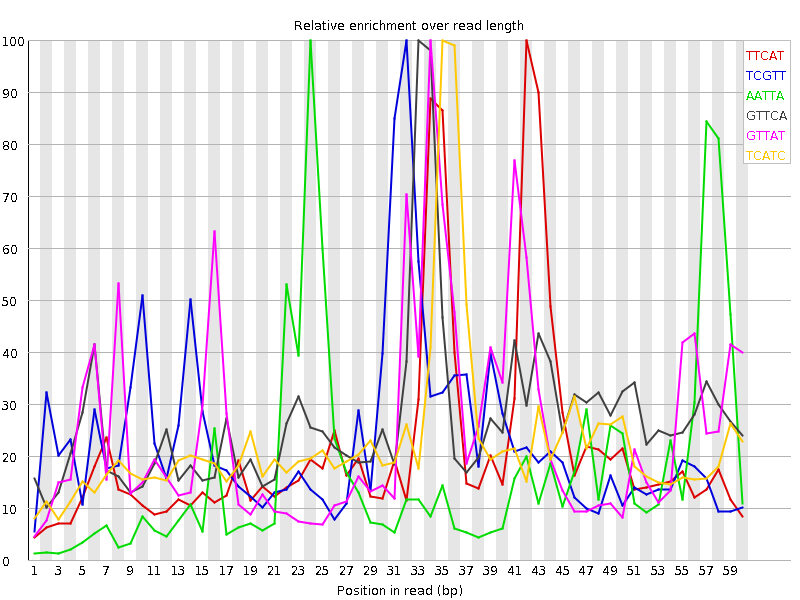 Relative enrichment over read length
100
90
80
70
60
50
40
30
20
10
0
TTCAT
TCGTT
AATTA
GTTCA
GTTAT
TCATC
1 3 5 7 9 11 13 15 17 19 21 23 25 27 29 31 33 35 37 39 41 43 45 47 49 51 53 55 57 59
Position in read (bp)